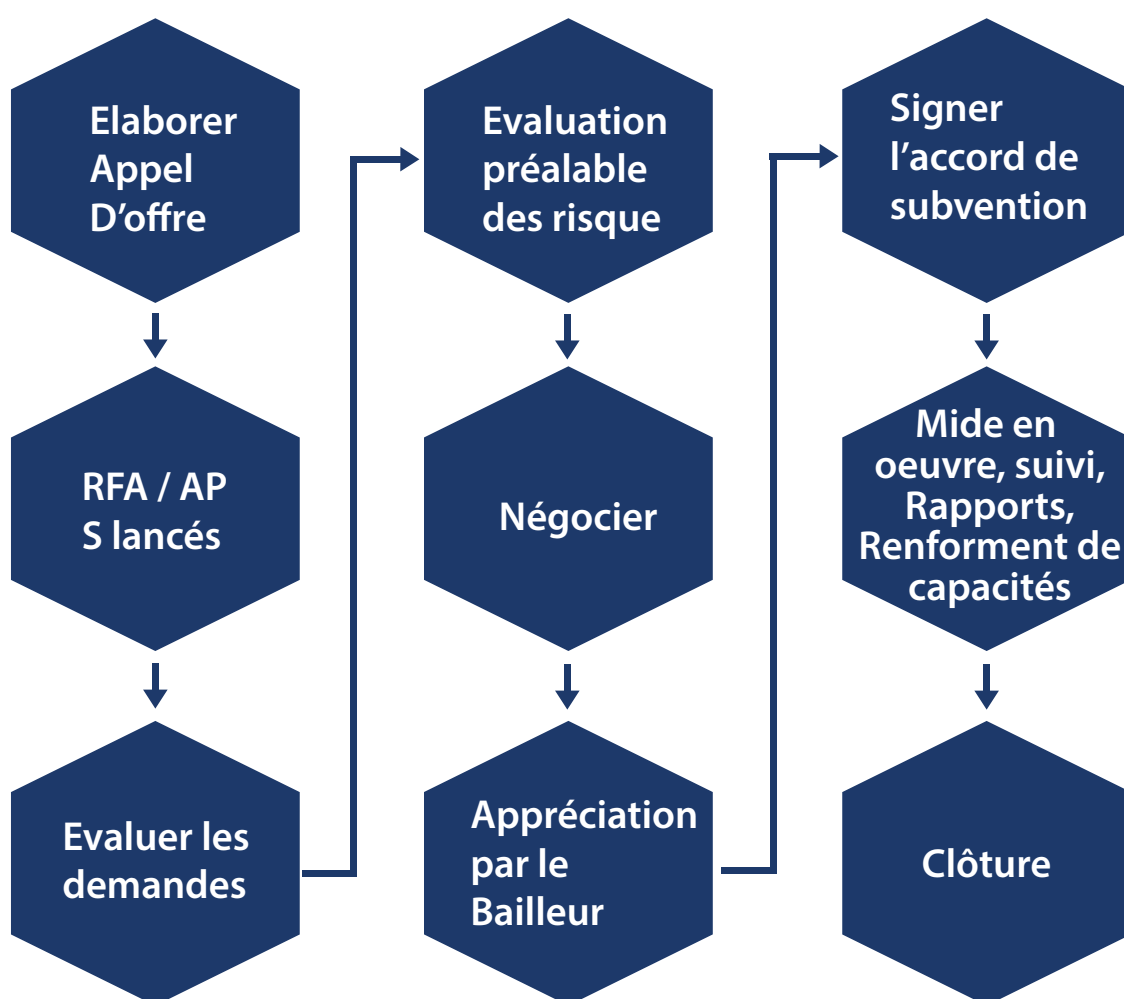 Elaborer
Appel
D’offre
RFA / AP
S lancés
Evaluer les
demandes
Evaluation
préalable
des risque
Négocier
Appréciation
par le
Bailleur
Signer
l’accord de
subvention
Mide en
oeuvre, suivi,
Rapports,
Renforment de
capacités
Clôture